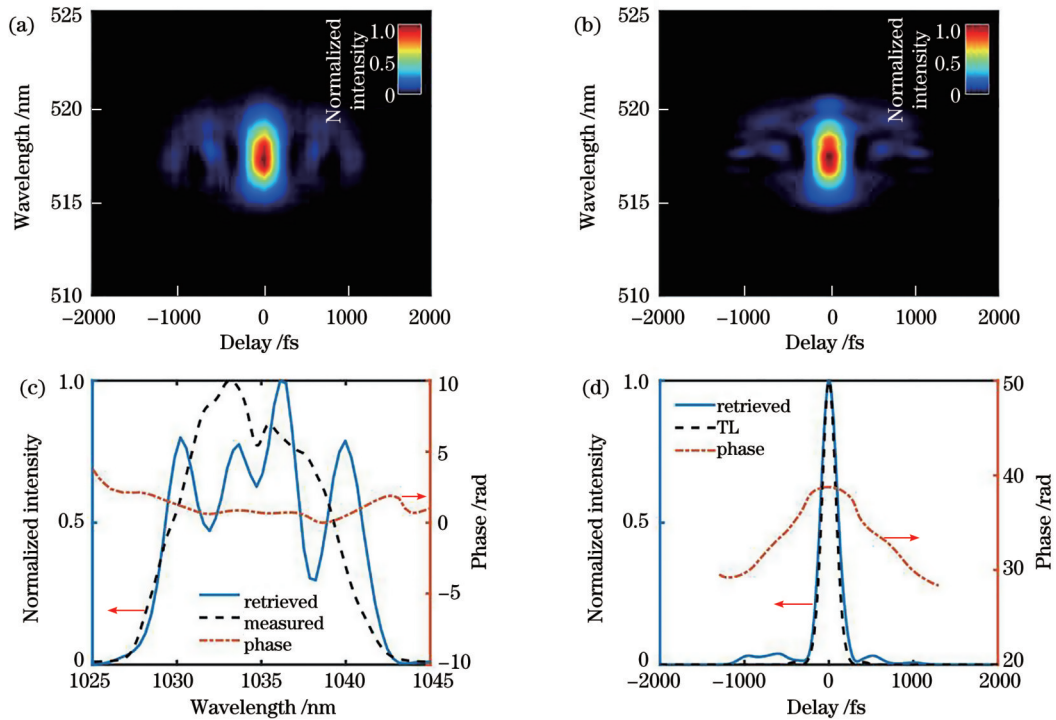 (a)
525
520
515
510
Wavelength /nm
Normalized
intensity
1.0
0.5
0
−2000
−1000
0
1000
2000
Delay /fs
(b)
525
520
515
510
Wavelength /nm
Normalized
intensity
1.0
0.5
0
−2000
−1000
0
1000
2000
Delay /fs
(c)
1.0
0.5
0
Normalized intensity
10
5
0
−5
−10
Phase /rad
retrieved
measured
phase
1025
1030
1035
1040
1045
Wavelength /nm
(d)
1.0
0.5
0
Normalized intensity
50
40
30
20
Phase /rad
retrieved
TL
phase
−2000
−1000
0
1000
2000
Delay /fs